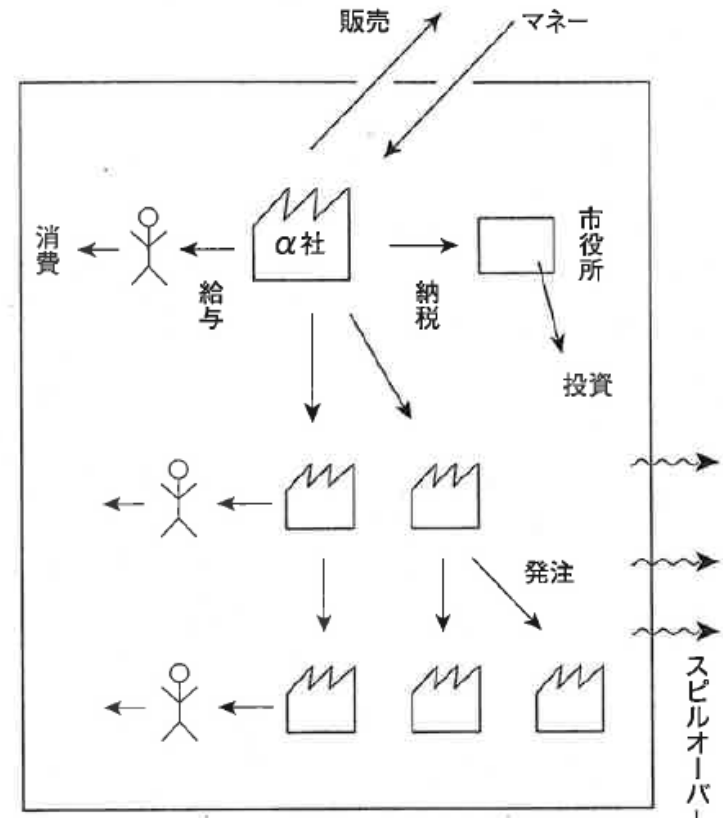 販売
マネー
消費
給与
α社
納税
市役所
投資
発注
スピルオーバー